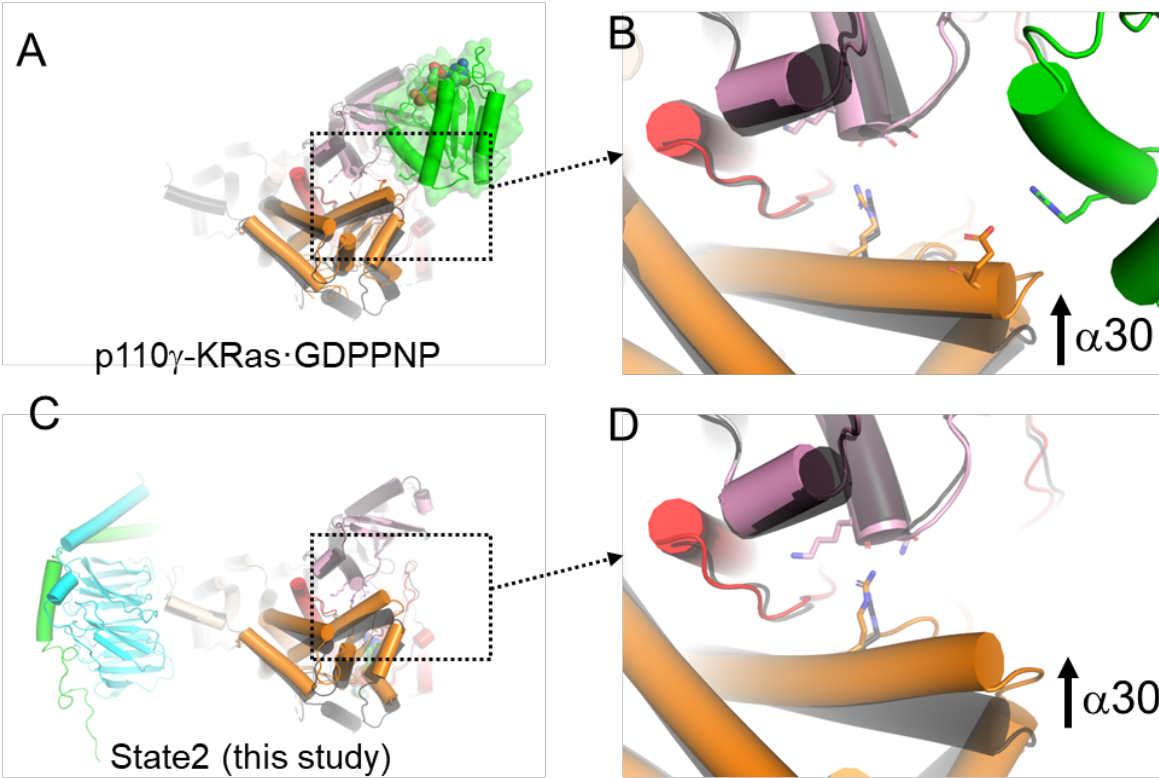 A
B
p110γ-KRas·GDPPNP
α30
C
D
State2 (this study)
α30